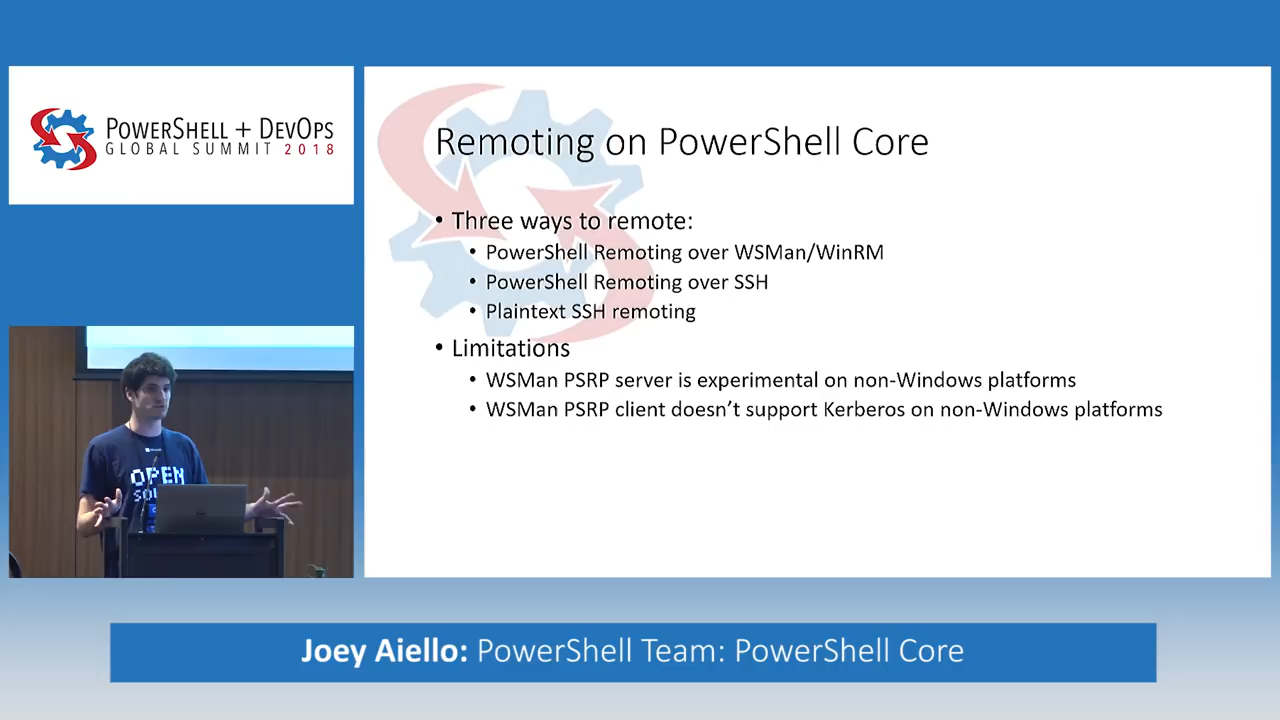 POWERSHELL + DEVOPS
GLOBAL SUMMIT 2018
Remoting on PowerShell Core
• Three ways to remote:
• PowerShell Remoting over WSMan/WinRM
• PowerShell Remoting over SSH
• Plaintext SSH remoting
• Limitations
• WSMan PSRP server is experimental on non-Windows platforms
• WSMan PSRP client doesn't support Kerberos on non-Windows platforms
Microsoft
OPEN
Joey Aiello: PowerShell Team: PowerShell Core